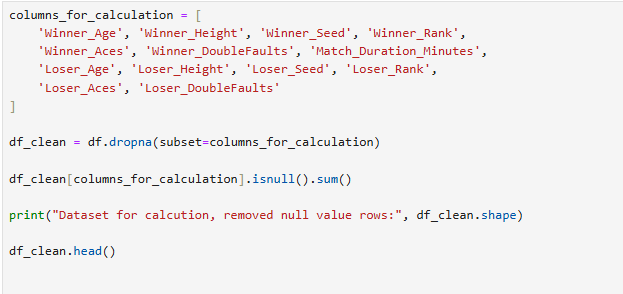 columns_for_calculation = [
    'Winner_Age', 'Winner_Height', 'Winner_Seed', 'Winner_Rank',
    'Winner_Aces', 'Winner_DoubleFaults', 'Match_Duration_Minutes',
    'Loser_Age', 'Loser_Height', 'Loser_Seed', 'Loser_Rank',
    'Loser_Aces', 'Loser_DoubleFaults'
]
df_clean = df.dropna(subset=columns_for_calculation)
df_clean[columns_for_calculation].isnull().sum()
print("Dataset for calcution, removed null value rows:", df_clean.shape)
df_clean.head()